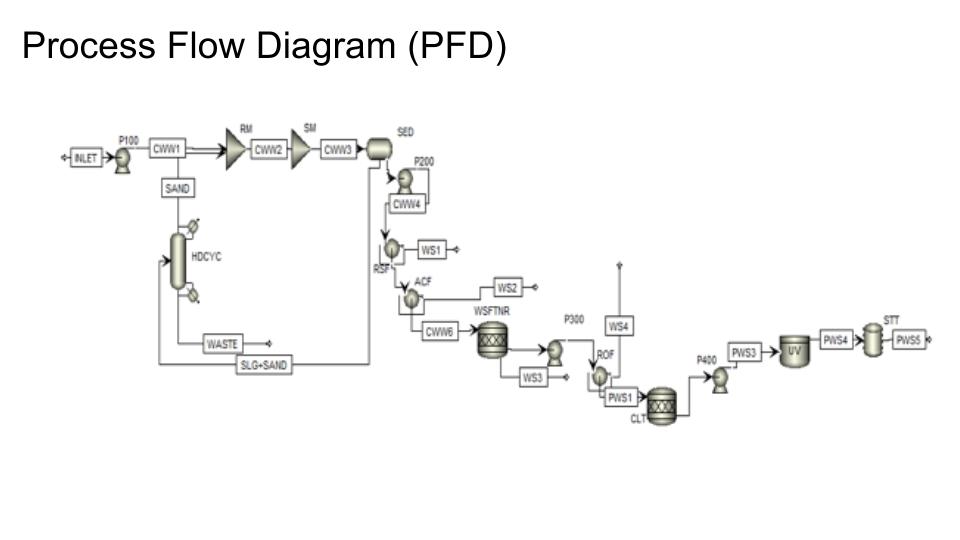 Process Flow Diagram (PFD)
INLET
P100
CWW1
RM
CWW2
SM
CWW3
SED
P200
CWW4
SAND
HDCYC
WASTE
SLG+SAND
RSF
WS1
ACF
WS2
CWW6
WSFTNR
WS3
P300
WS4
ROF
PWS1
CLT
P400
PWS3
UV
PWS4
STT
PWS5